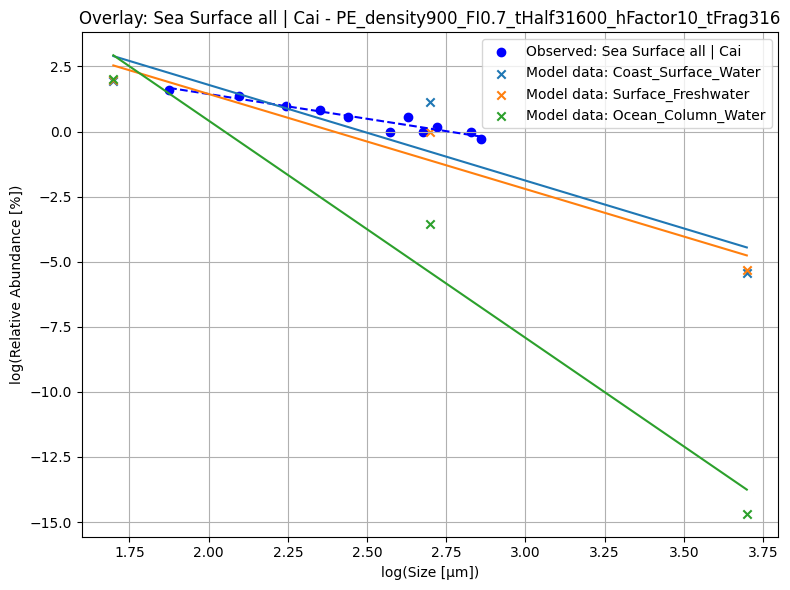 Overlay: Sea Surface all | Cai - PE_density900_FI0.7_tHalf31600_hFactor10_tFrag316
Observed: Sea Surface all | Cai
Model data: Coast_Surface_Water
Model data: Surface_Freshwater
Model data: Ocean_Column_Water
log(Relative Abundance [%])
2.5
0.0
−2.5
−5.0
−7.5
−10.0
−12.5
−15.0
1.75 2.00 2.25 2.50 2.75 3.00 3.25 3.50 3.75
log(Size [μm])